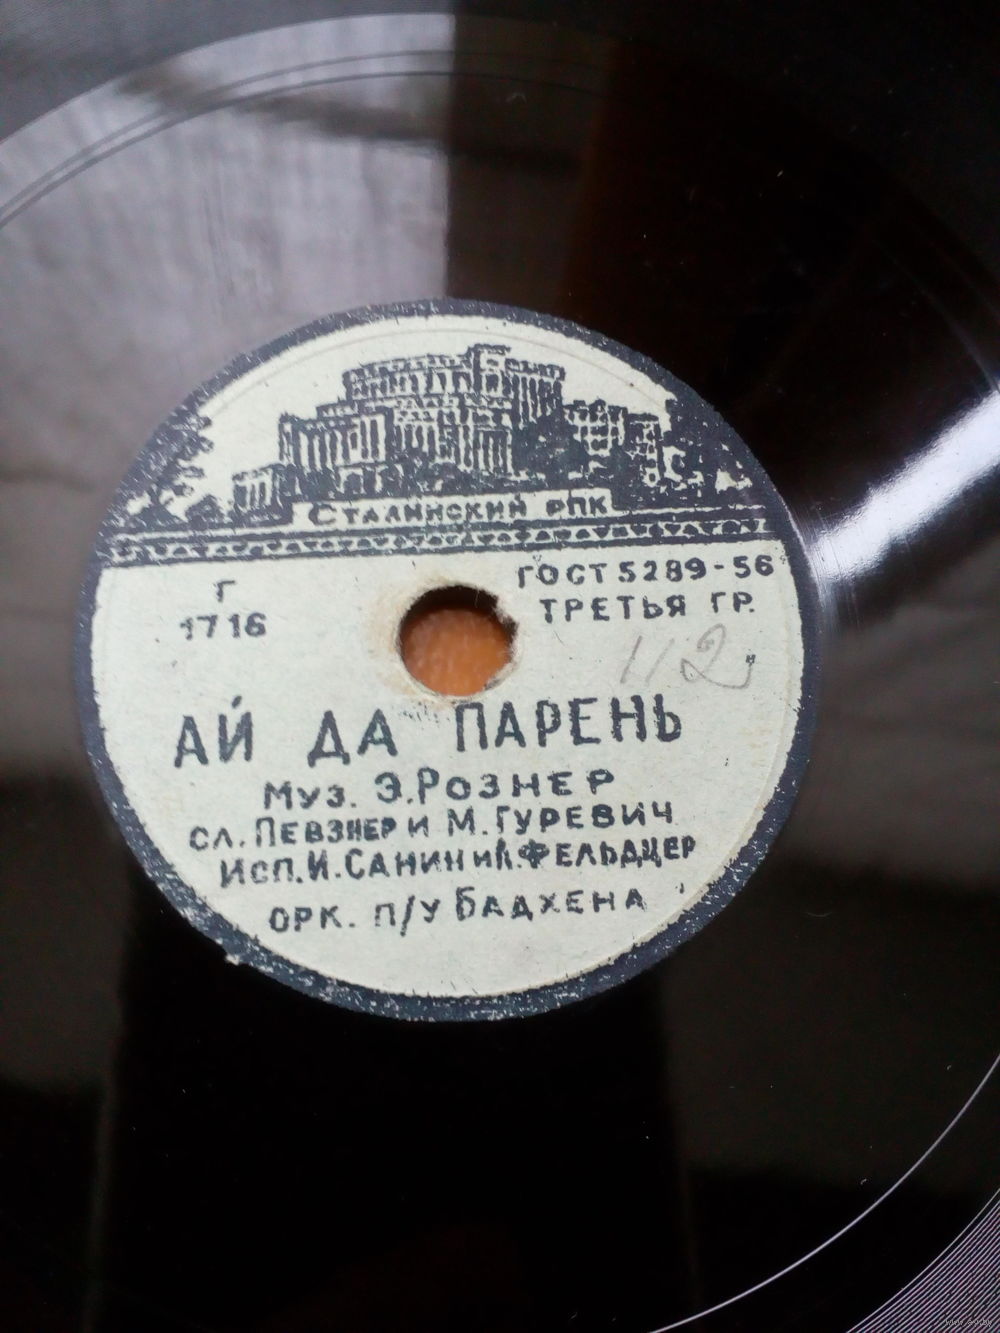 Сталинский РПК
Г
1716
ГОСТ 5289-56
ТРЕТЬЯ ГР.
112
АЙ ДА ПАРЕНЬ
Муз. Э. Рознер
сл. Певзнер и М. Гуревич
Исп. И. Санин и Л. Фельдцер
орк. п/у Бадхена